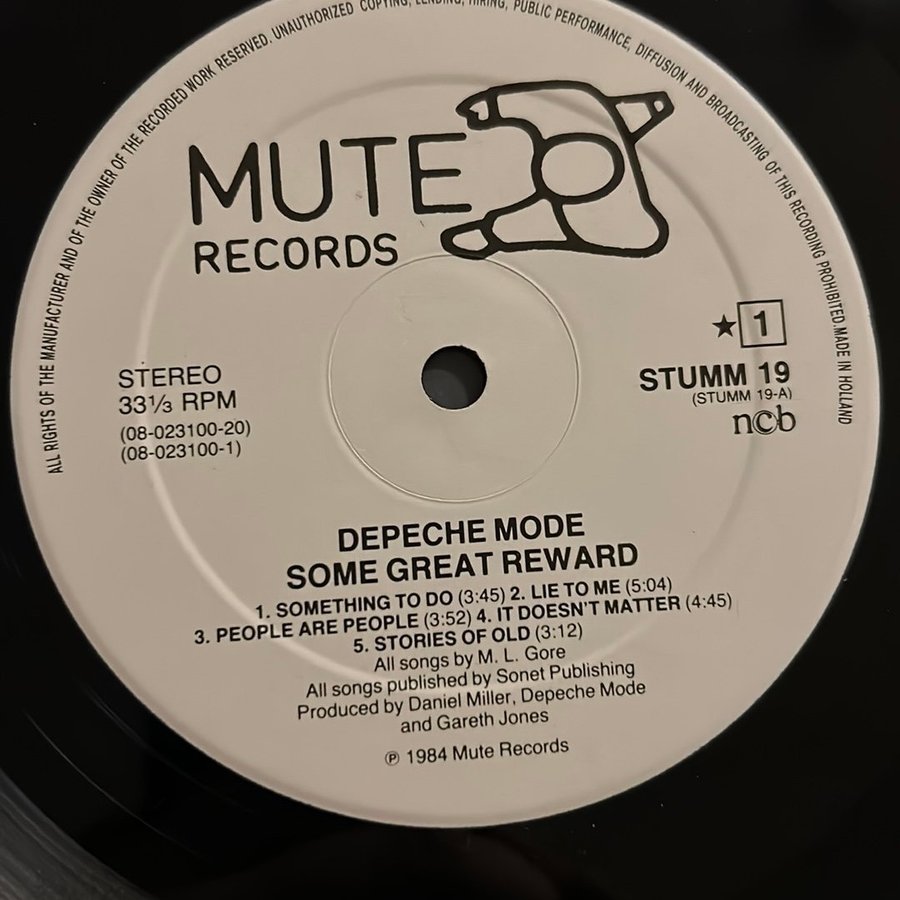 ALL RIGHTS OF THE MANUFACTURER AND OF THE OWNER OF THE RECORDED WORK RESERVED. UNAUTHORIZED COPYING, LENDING, HIRING, PUBLIC PERFORMANCE, DIFFUSION AND BROADCASTING OF THIS RECORDING PROHIBITED. MADE IN HOLLAND
MUTE
RECORDS
★ 1
STEREO
33 1/3 RPM
(08-023100-20)
(08-023100-1)
STUMM 19
(STUMM 19-A)
n©b
DEPECHE MODE
SOME GREAT REWARD
1. SOMETHING TO DO (3:45) 2. LIE TO ME (5:04)
3. PEOPLE ARE PEOPLE (3:52) 4. IT DOESN'T MATTER (4:45)
5. STORIES OF OLD (3:12)
All songs by M. L. Gore
All songs published by Sonet Publishing
Produced by Daniel Miller, Depeche Mode
and Gareth Jones
℗ 1984 Mute Records